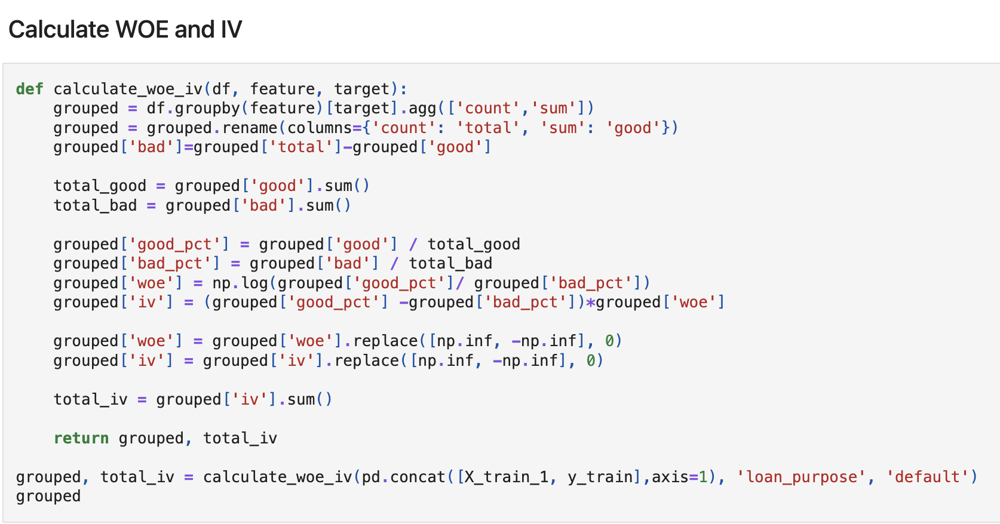 Calculate WOE and IV
def calculate_woe_iv(df, feature, target):
    grouped = df.groupby(feature)[target].agg(['count','sum'])
    grouped = grouped.rename(columns={'count': 'total', 'sum': 'good'})
    grouped['bad']=grouped['total']-grouped['good']

    total_good = grouped['good'].sum()
    total_bad = grouped['bad'].sum()

    grouped['good_pct'] = grouped['good'] / total_good
    grouped['bad_pct'] = grouped['bad'] / total_bad
    grouped['woe'] = np.log(grouped['good_pct']/ grouped['bad_pct'])
    grouped['iv'] = (grouped['good_pct'] -grouped['bad_pct'])*grouped['woe']

    grouped['woe'] = grouped['woe'].replace([np.inf, -np.inf], 0)
    grouped['iv'] = grouped['iv'].replace([np.inf, -np.inf], 0)

    total_iv = grouped['iv'].sum()

    return grouped, total_iv

grouped, total_iv = calculate_woe_iv(pd.concat([X_train_1, y_train],axis=1), 'loan_purpose', 'default')
grouped